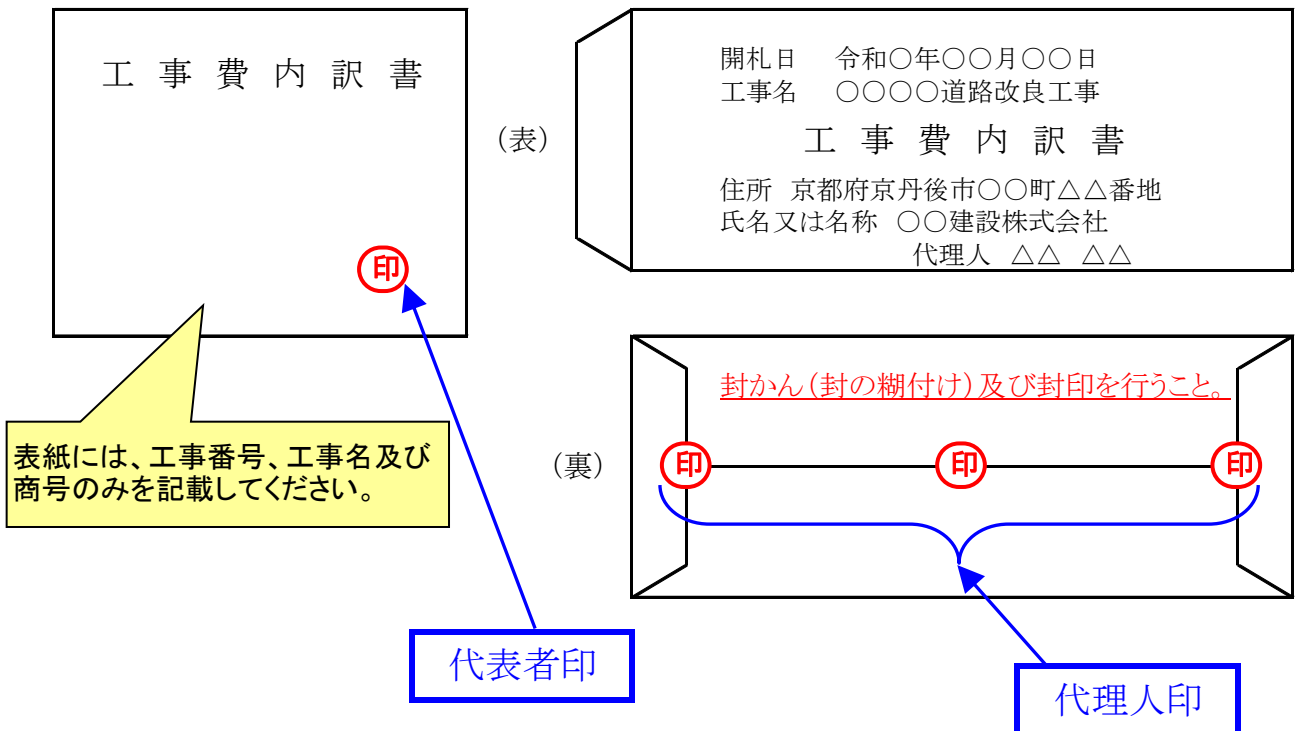 工 事 費 内 訳 書
印
表紙には、工事番号、工事名及び
商号のみを記載してください。
代表者印
（表）
開札日　令和○年○○月○○日
工事名　○○○○道路改良工事
工 事 費 内 訳 書
住所　京都府京丹後市○○町△△番地
氏名又は名称　○○建設株式会社
代理人　△△　△△
（裏）
封かん（封の糊付け）及び封印を行うこと。
印 印 印
代理人印